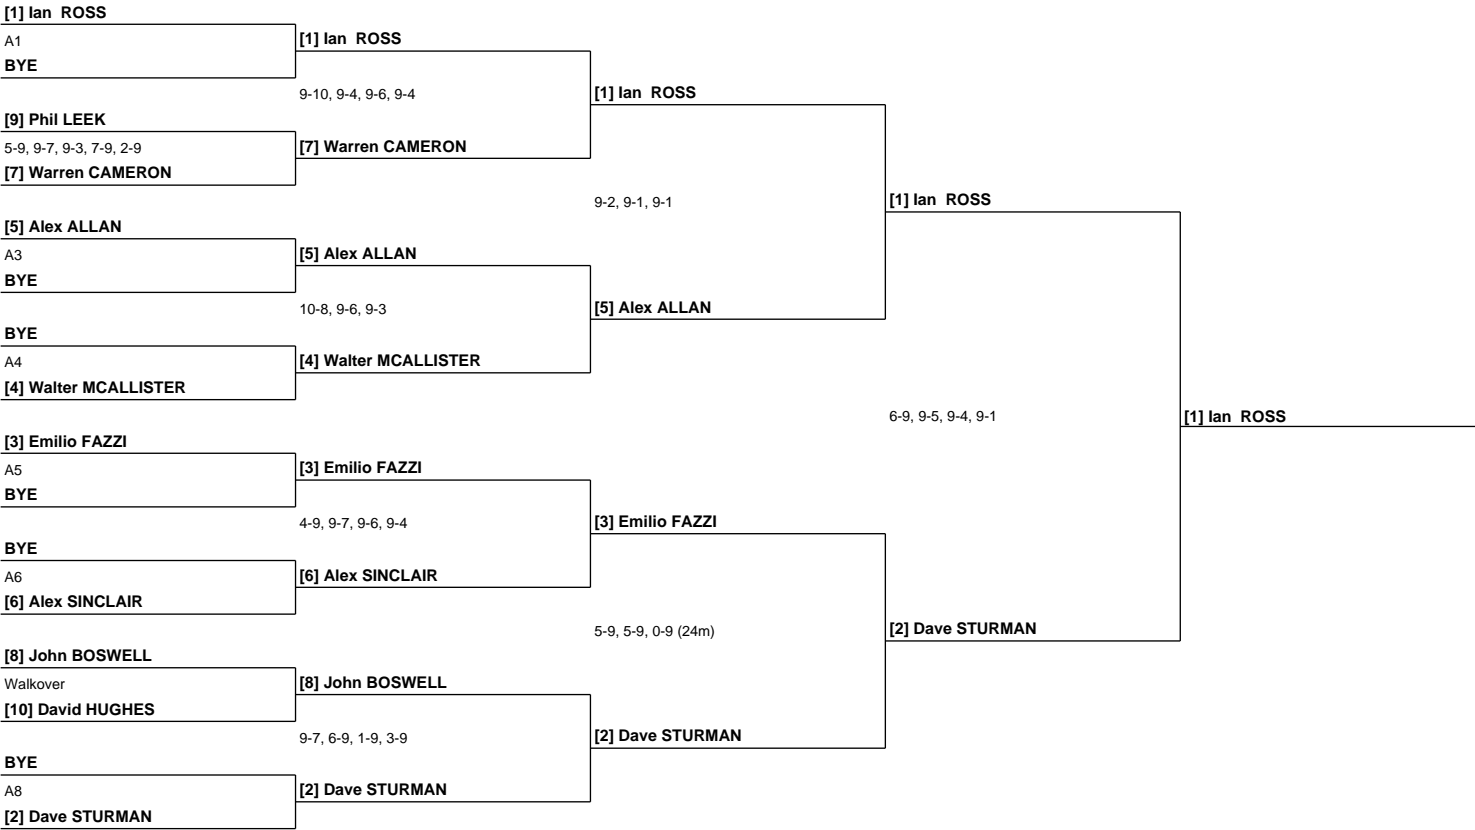 [1] Ian  ROSS
A1
BYE
[9] Phil LEEK
5-9, 9-7, 9-3, 7-9, 2-9
[7] Warren CAMERON
[5] Alex ALLAN
A3
BYE
BYE
A4
[4] Walter MCALLISTER
[3] Emilio FAZZI
A5
BYE
BYE
A6
[6] Alex SINCLAIR
[8] John BOSWELL
Walkover
[10] David HUGHES
BYE
A8
[2] Dave STURMAN
[1] Ian  ROSS
9-10, 9-4, 9-6, 9-4
[7] Warren CAMERON
[5] Alex ALLAN
10-8, 9-6, 9-3
[4] Walter MCALLISTER
[3] Emilio FAZZI
4-9, 9-7, 9-6, 9-4
[6] Alex SINCLAIR
[8] John BOSWELL
9-7, 6-9, 1-9, 3-9
[2] Dave STURMAN
[1] Ian  ROSS
9-2, 9-1, 9-1
[5] Alex ALLAN
[3] Emilio FAZZI
5-9, 5-9, 0-9 (24m)
[2] Dave STURMAN
[1] Ian  ROSS
6-9, 9-5, 9-4, 9-1
[2] Dave STURMAN
[1] Ian  ROSS